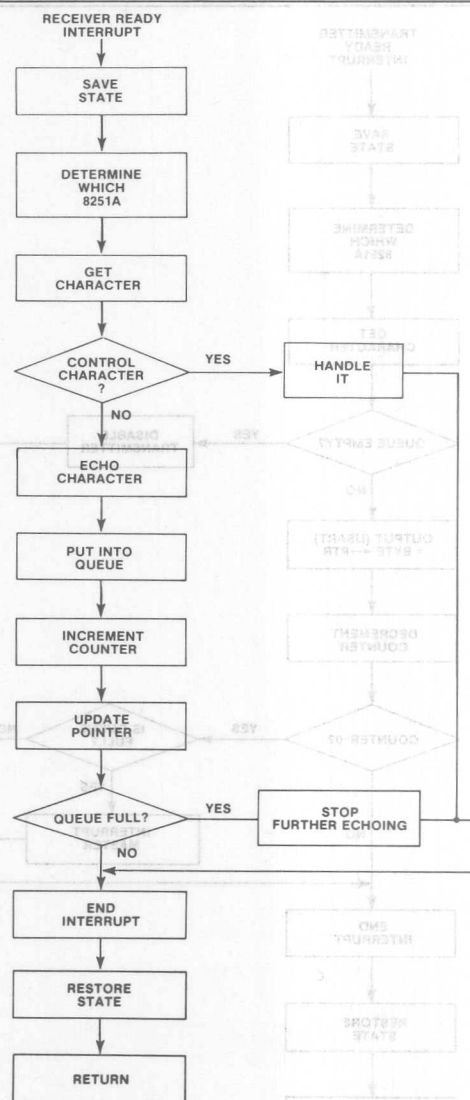 RECEIVER READY
INTERRUPT
SAVE
STATE
DETERMINE
WHICH
8251A
GET
CHARACTER
CONTROL
CHARACTER
?
YES
HANDLE
IT
NO
ECHO
CHARACTER
PUT INTO
QUEUE
INCREMENT
COUNTER
UPDATE
POINTER
QUEUE FULL?
YES
STOP
FURTHER ECHOING
NO
END
INTERRUPT
RESTORE
STATE
RETURN